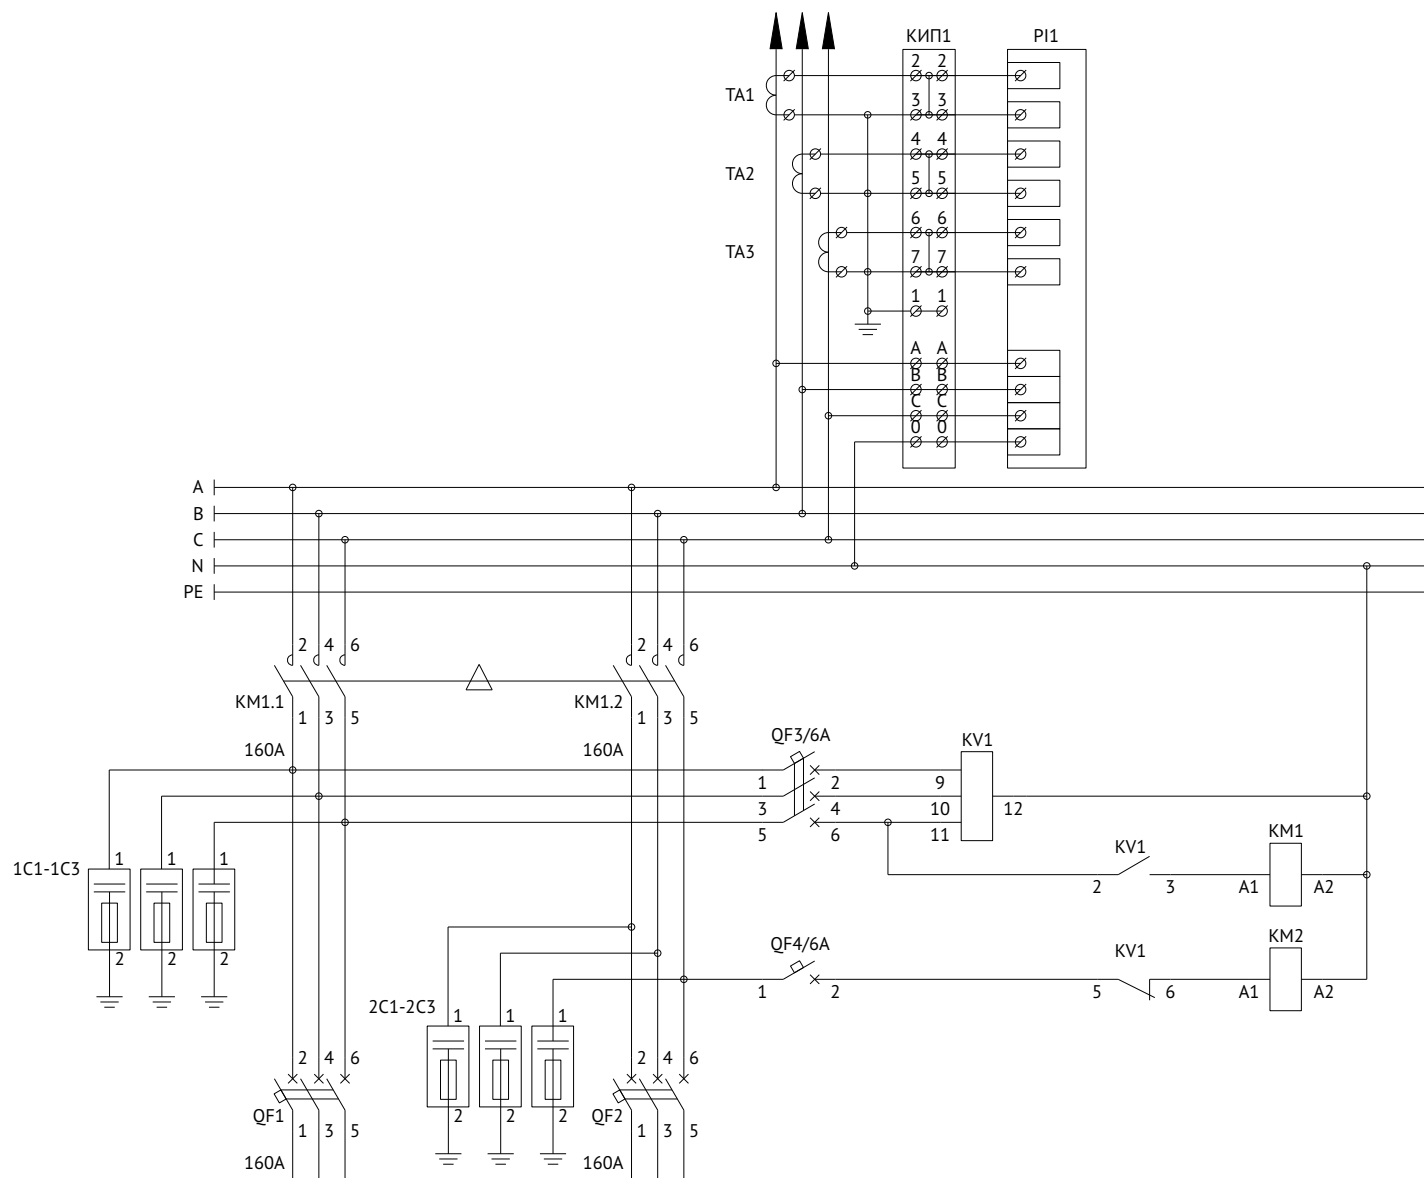 КИП1 PI1
2 2
TA1
3 3
4 4
TA2
5 5
6 6
TA3
7 7
1 1
A A
B B
C C
0 0
A
B
C
N
PE
2 4 6 2 4 6
KM1.1 KM1.2
1 3 5 1 3 5
160A 160A
QF3/6A KV1
1 2 9
3 4 10 12
5 6 11
KV1 KM1
2 3 A1 A2
1C1-1C3 1 1 1
2 2 2
QF4/6A KV1 KM2
1 2 5 6 A1 A2
2C1-2C3 1 1 1
2 4 6 2 4 6
QF1 2 2 2 QF2
1 3 5 1 3 5
160A 160A